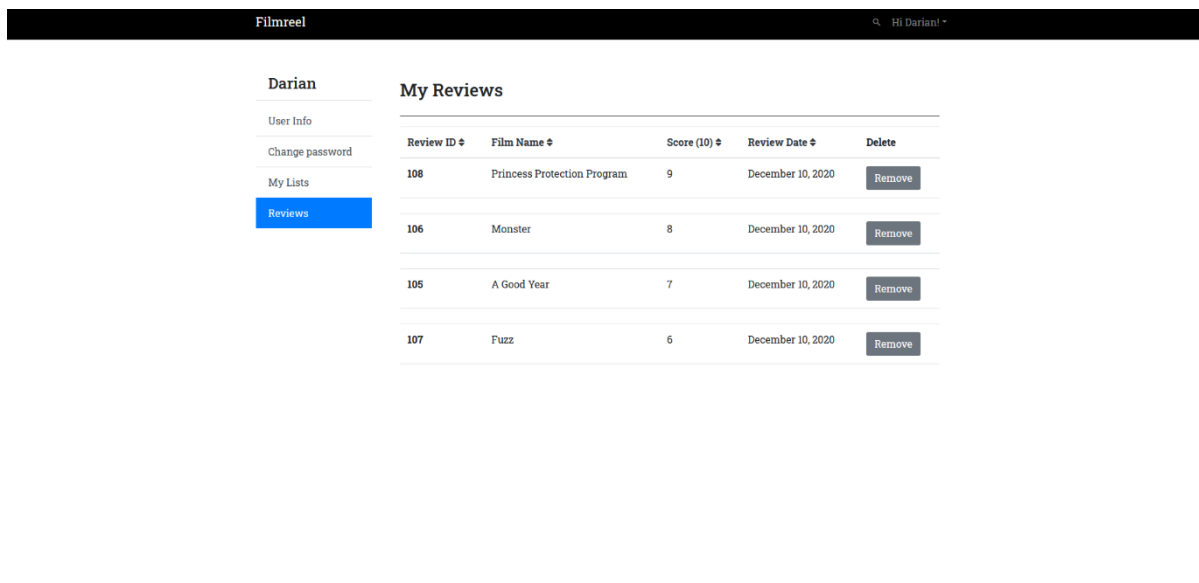 Filmreel Hi Darian!
Darian
User Info
Change password
My Lists
Reviews
My Reviews
Review ID Film Name Score (10) Review Date Delete
108 Princess Protection Program 9 December 10, 2020 Remove
106 Monster 8 December 10, 2020 Remove
105 A Good Year 7 December 10, 2020 Remove
107 Fuzz 6 December 10, 2020 Remove